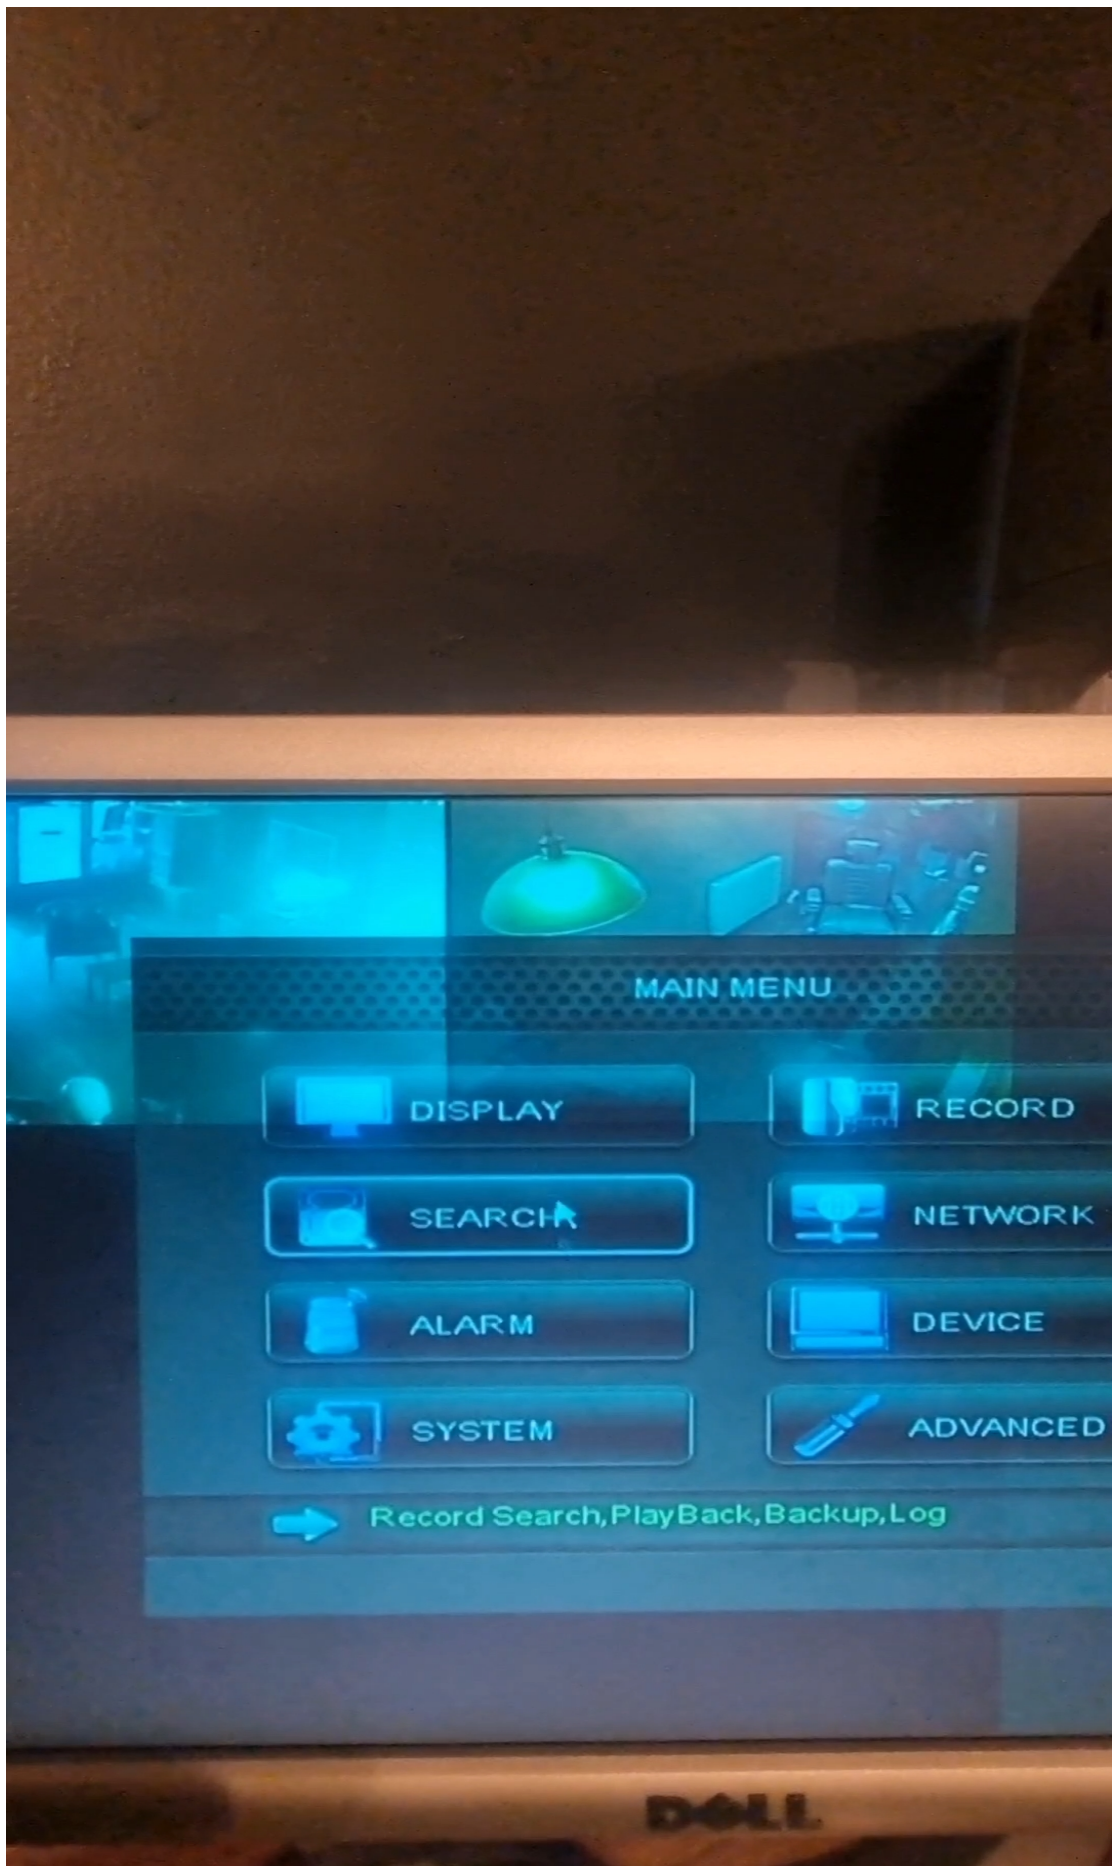 MAIN MENU
DISPLAY
RECORD
SEARCH
NETWORK
ALARM
DEVICE
SYSTEM
ADVANCED
Record Search,PlayBack,Backup,Log
DELL